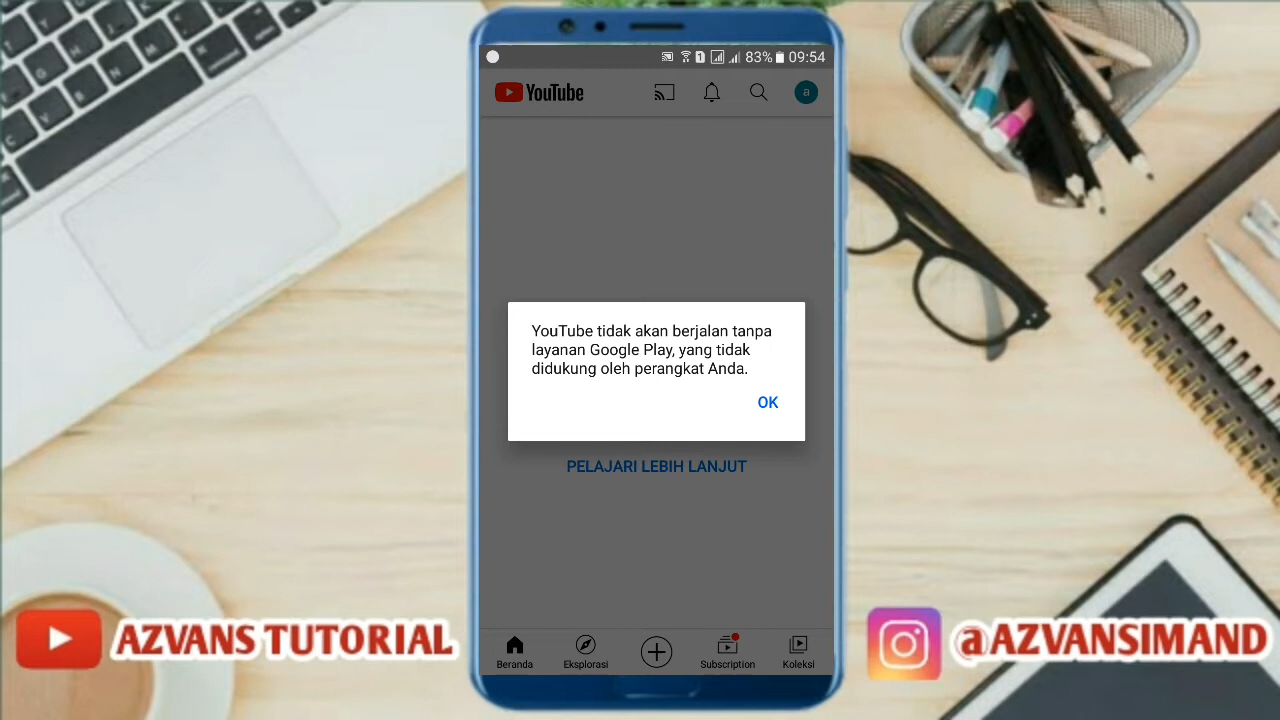 83% 09:54
YouTube
a
YouTube tidak akan berjalan tanpa
layanan Google Play, yang tidak
didukung oleh perangkat Anda.
OK
PELAJARI LEBIH LANJUT
Beranda
Eksplorasi
Subscription
Koleksi
AZVANS TUTORIAL
@AZVANSIMAND